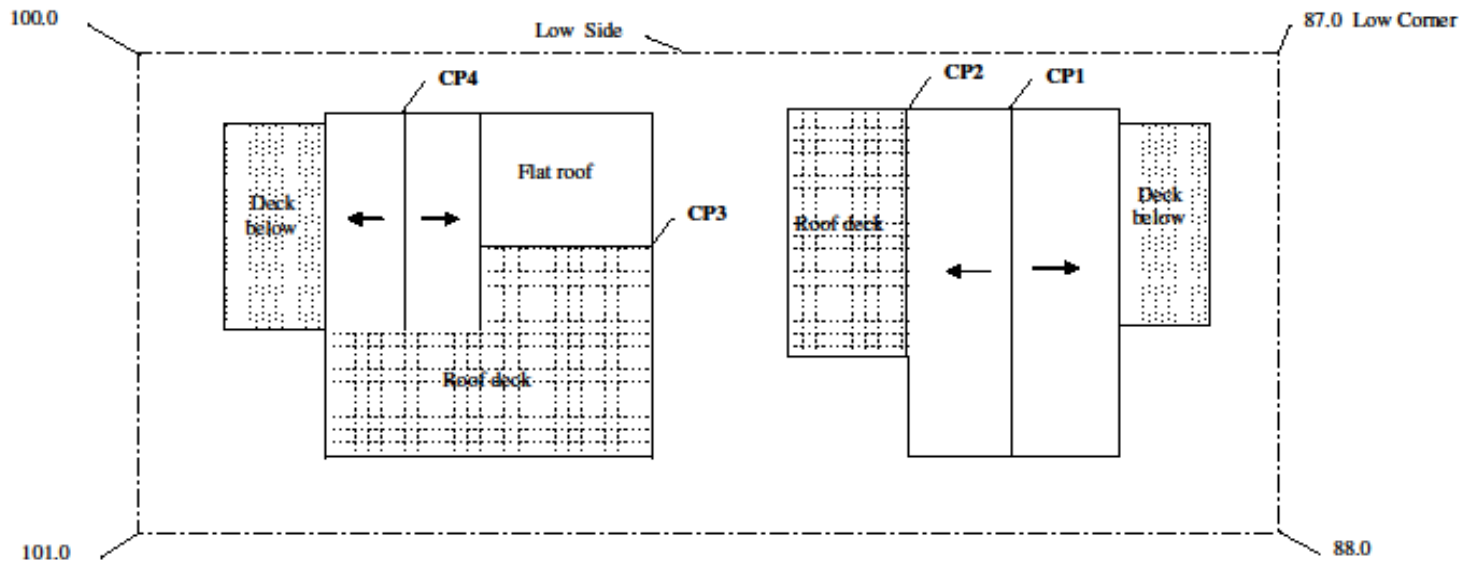 100.0
Low Side
87.0 Low Corner
CP4
CP2
CP1
Flat roof
Deck
below
CP3
Roof deck
Deck
below
Roof deck
101.0
88.0